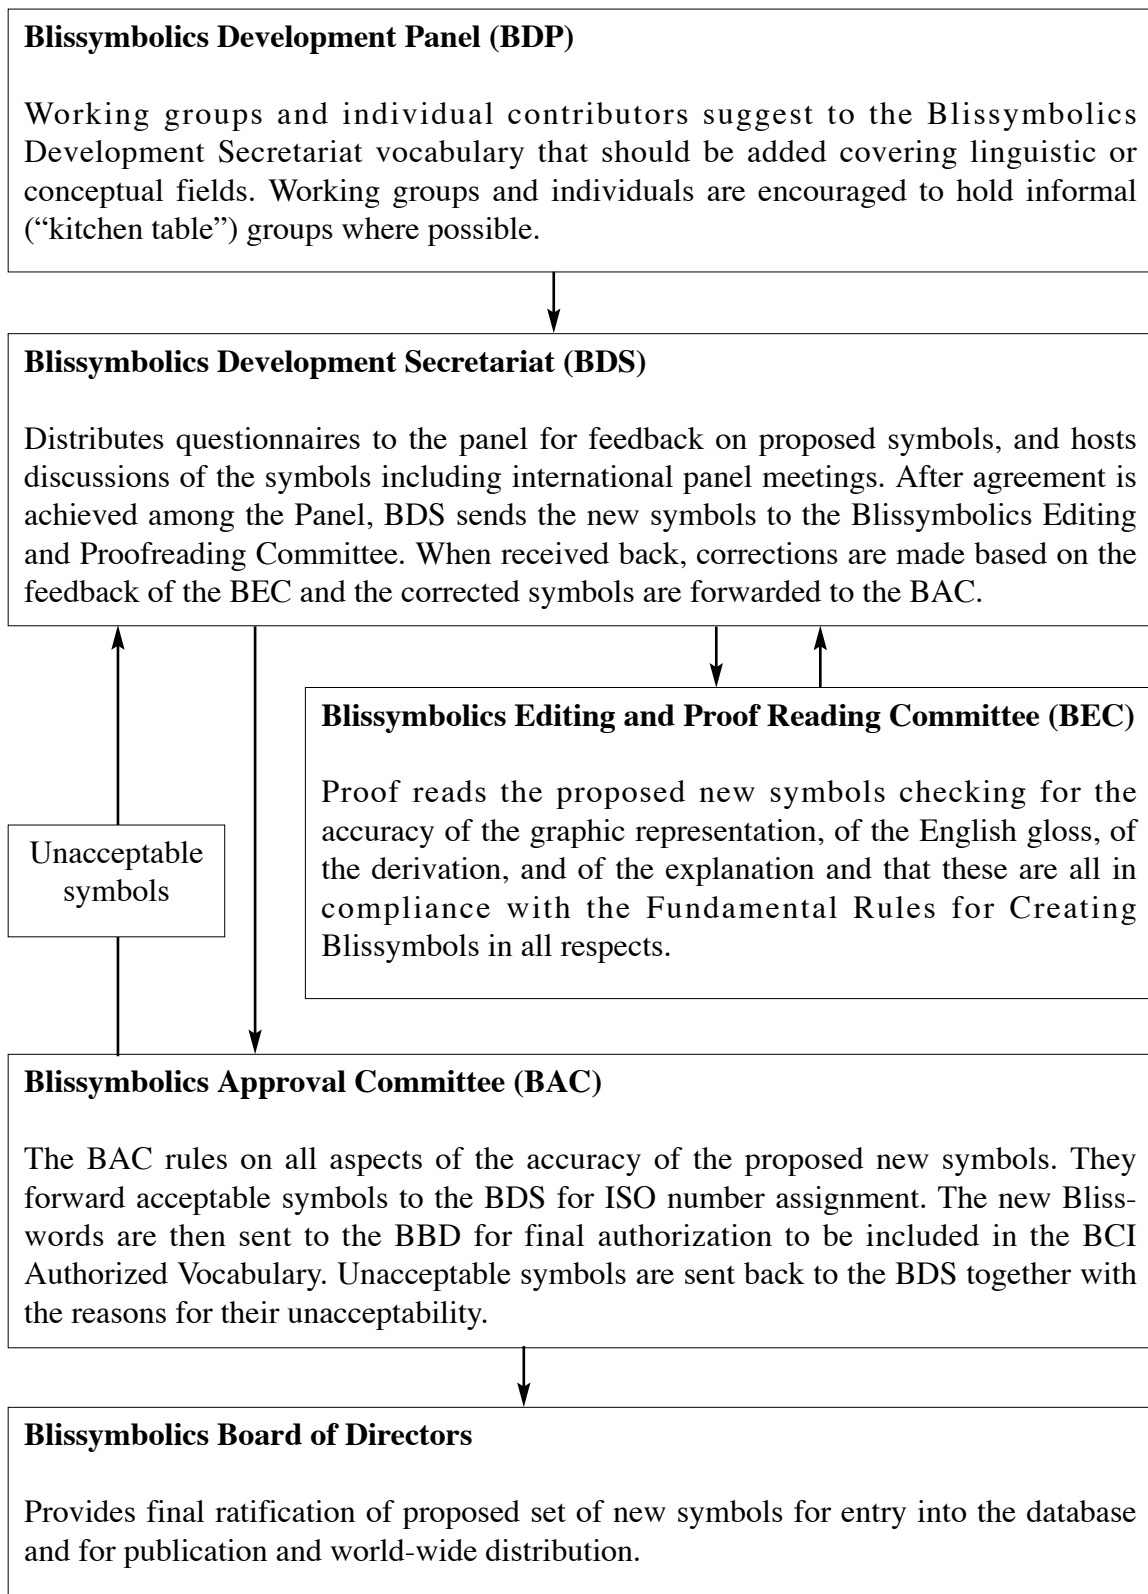 Blissymbolics Development Panel (BDP)
Working groups and individual contributors suggest to the Blissymbolics
Development Secretariat vocabulary that should be added covering linguistic or
conceptual fields. Working groups and individuals are encouraged to hold informal
(“kitchen table”) groups where possible.
Blissymbolics Development Secretariat (BDS)
Distributes questionnaires to the panel for feedback on proposed symbols, and hosts
discussions of the symbols including international panel meetings. After agreement is
achieved among the Panel, BDS sends the new symbols to the Blissymbolics Editing
and Proofreading Committee. When received back, corrections are made based on the
feedback of the BEC and the corrected symbols are forwarded to the BAC.
Blissymbolics Editing and Proof Reading Committee (BEC)
Proof reads the proposed new symbols checking for the
accuracy of the graphic representation, of the English gloss, of
the derivation, and of the explanation and that these are all in
compliance with the Fundamental Rules for Creating
Blissymbols in all respects.
Unacceptable
symbols
Blissymbolics Approval Committee (BAC)
The BAC rules on all aspects of the accuracy of the proposed new symbols. They
forward acceptable symbols to the BDS for ISO number assignment. The new Bliss-
words are then sent to the BBD for final authorization to be included in the BCI
Authorized Vocabulary. Unacceptable symbols are sent back to the BDS together with
the reasons for their unacceptability.
Blissymbolics Board of Directors
Provides final ratification of proposed set of new symbols for entry into the database
and for publication and world-wide distribution.